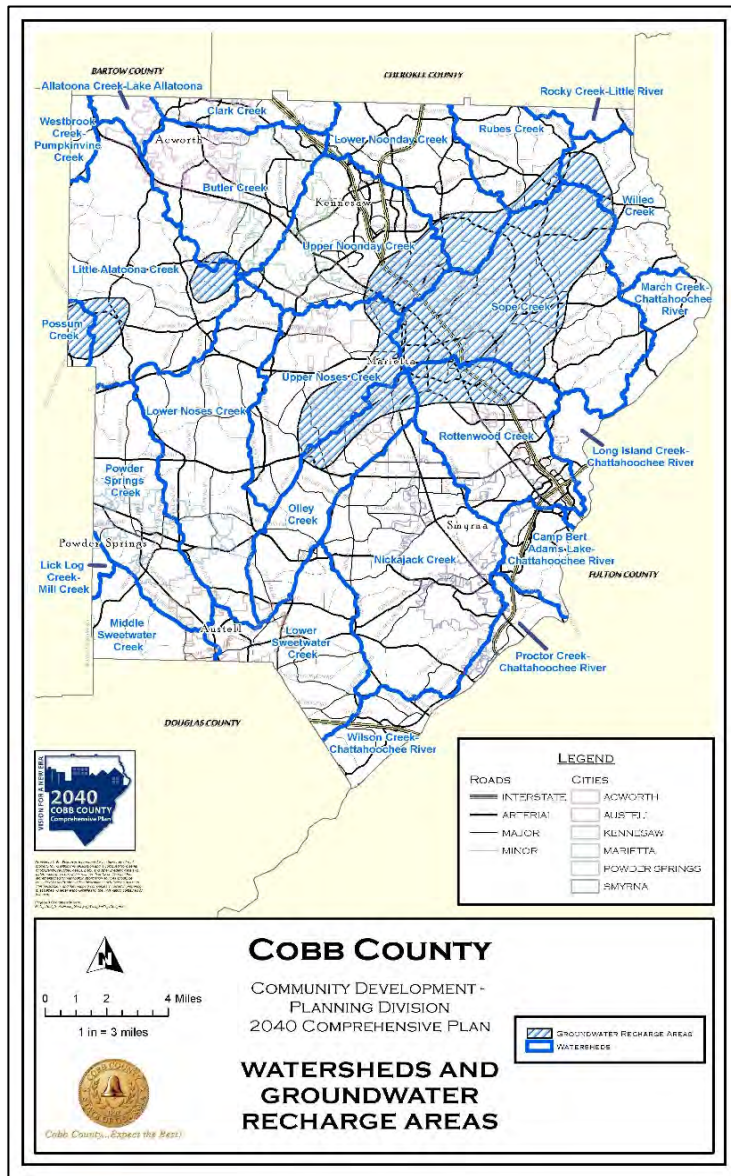 BARTOW COUNTY
CHEROKEE COUNTY
Allatoona Creek-Lake Allatoona
Rocky Creek-Little River
Clark Creek
Westbrook
Creek-
Pumpkinvine
Creek
Acworth
Lower Noonday Creek
Rubes Creek
Butler Creek
Kennesaw
Willeo
Creek
Upper Noonday Creek
Little Alatoona Creek
March Creek-
Chattahoochee
River
Sope Creek
Possum
Creek
Marietta
Upper Noses Creek
Lower Noses Creek
Rottenwood Creek
Long Island Creek-
Chattahoochee River
Powder
Springs
Creek
Olley
Creek
Smyrna
Powder Springs
Nickajack Creek
Camp Bert
Adams Lake-
Chattahoochee River
Lick Log
Creek-
Mill Creek
FULTON COUNTY
Middle
Sweetwater
Creek
Austell
Lower
Sweetwater
Creek
Proctor Creek-
Chattahoochee River
DOUGLAS COUNTY
Wilson Creek-
Chattahoochee River
VISION FOR A NEW ERA
2040
COBB COUNTY
Comprehensive Plan
LEGEND
ROADS
INTERSTATE
ARTERIAL
MAJOR
MINOR
CITIES
ACWORTH
AUSTELL
KENNESAW
MARIETTA
POWDER SPRINGS
SMYRNA
N
0 1 2 4 Miles
1 in = 3 miles
Cobb County...Expect the Best!
COBB COUNTY
COMMUNITY DEVELOPMENT -
PLANNING DIVISION
2040 COMPREHENSIVE PLAN
WATERSHEDS AND
GROUNDWATER
RECHARGE AREAS
GROUNDWATER RECHARGE AREAS
WATERSHEDS